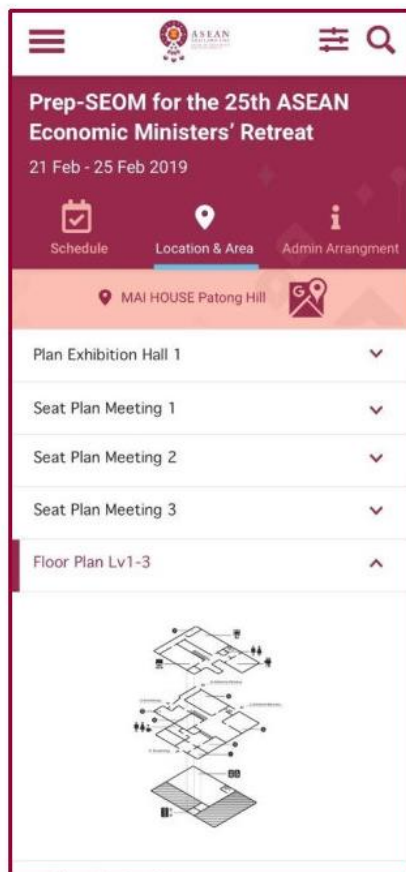 ASEAN
Prep-SEOM for the 25th ASEAN
Economic Ministers' Retreat
21 Feb - 25 Feb 2019
Schedule
Location & Area
Admin Arrangment
MAI HOUSE Patong Hill
G
Plan Exhibition Hall 1
Seat Plan Meeting 1
Seat Plan Meeting 2
Seat Plan Meeting 3
Floor Plan Lv1-3